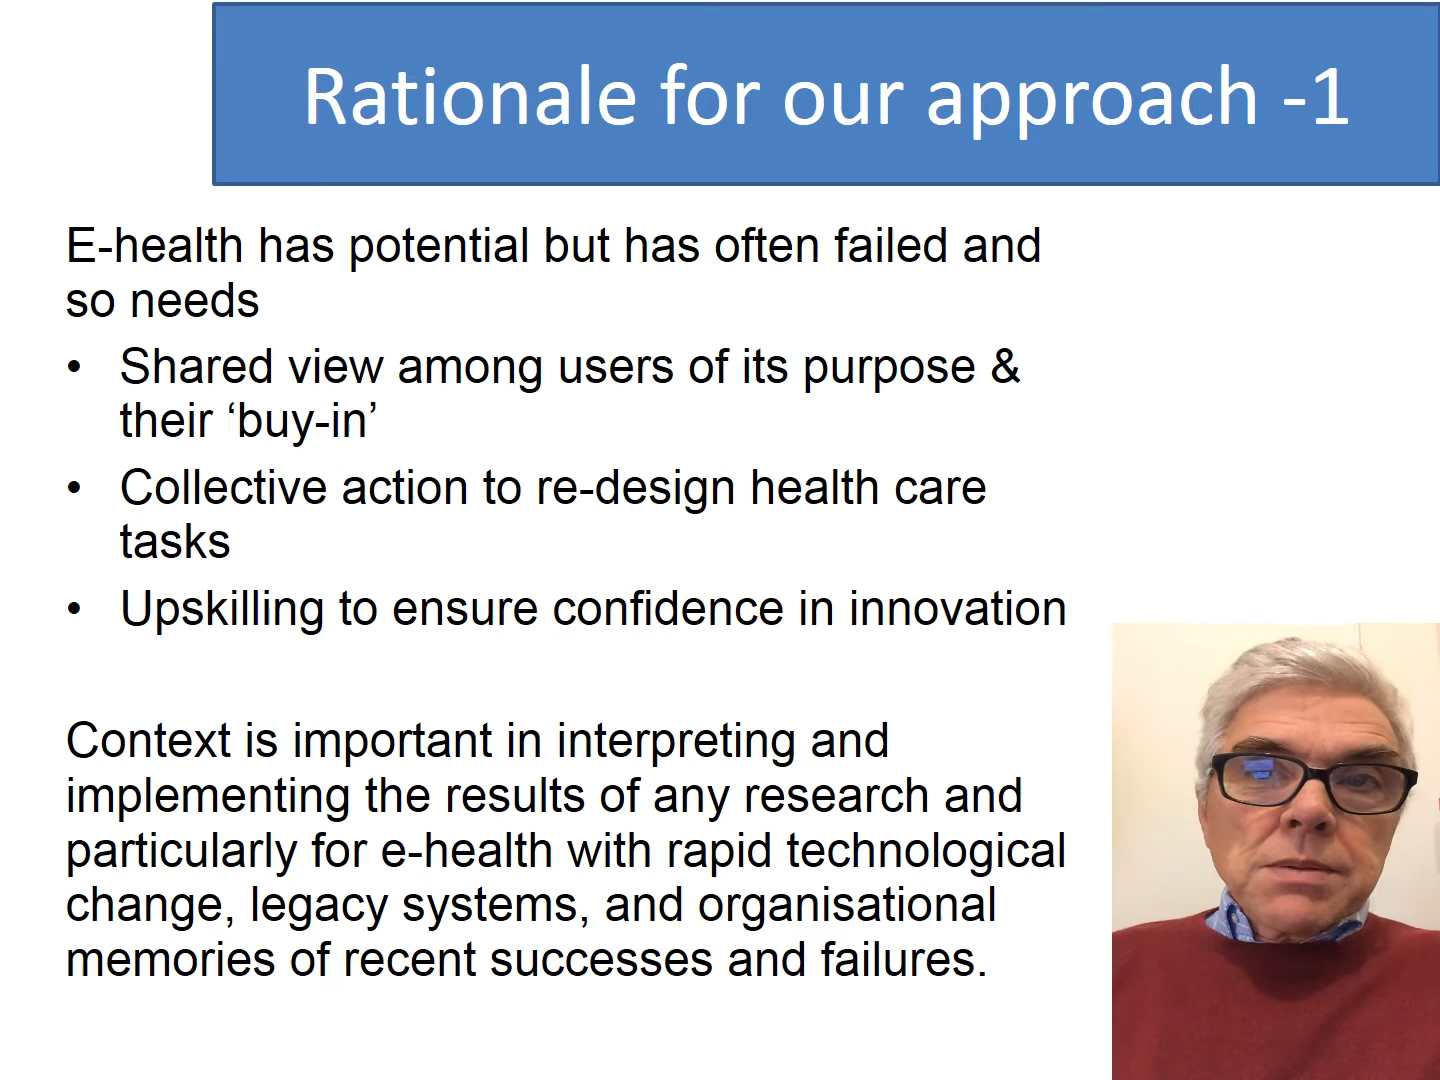 Rationale for our approach -1
E-health has potential but has often failed and
so needs
• Shared view among users of its purpose &
their ‘buy-in’
• Collective action to re-design health care
tasks
• Upskilling to ensure confidence in innovation
Context is important in interpreting and
implementing the results of any research and
particularly for e-health with rapid technological
change, legacy systems, and organisational
memories of recent successes and failures.